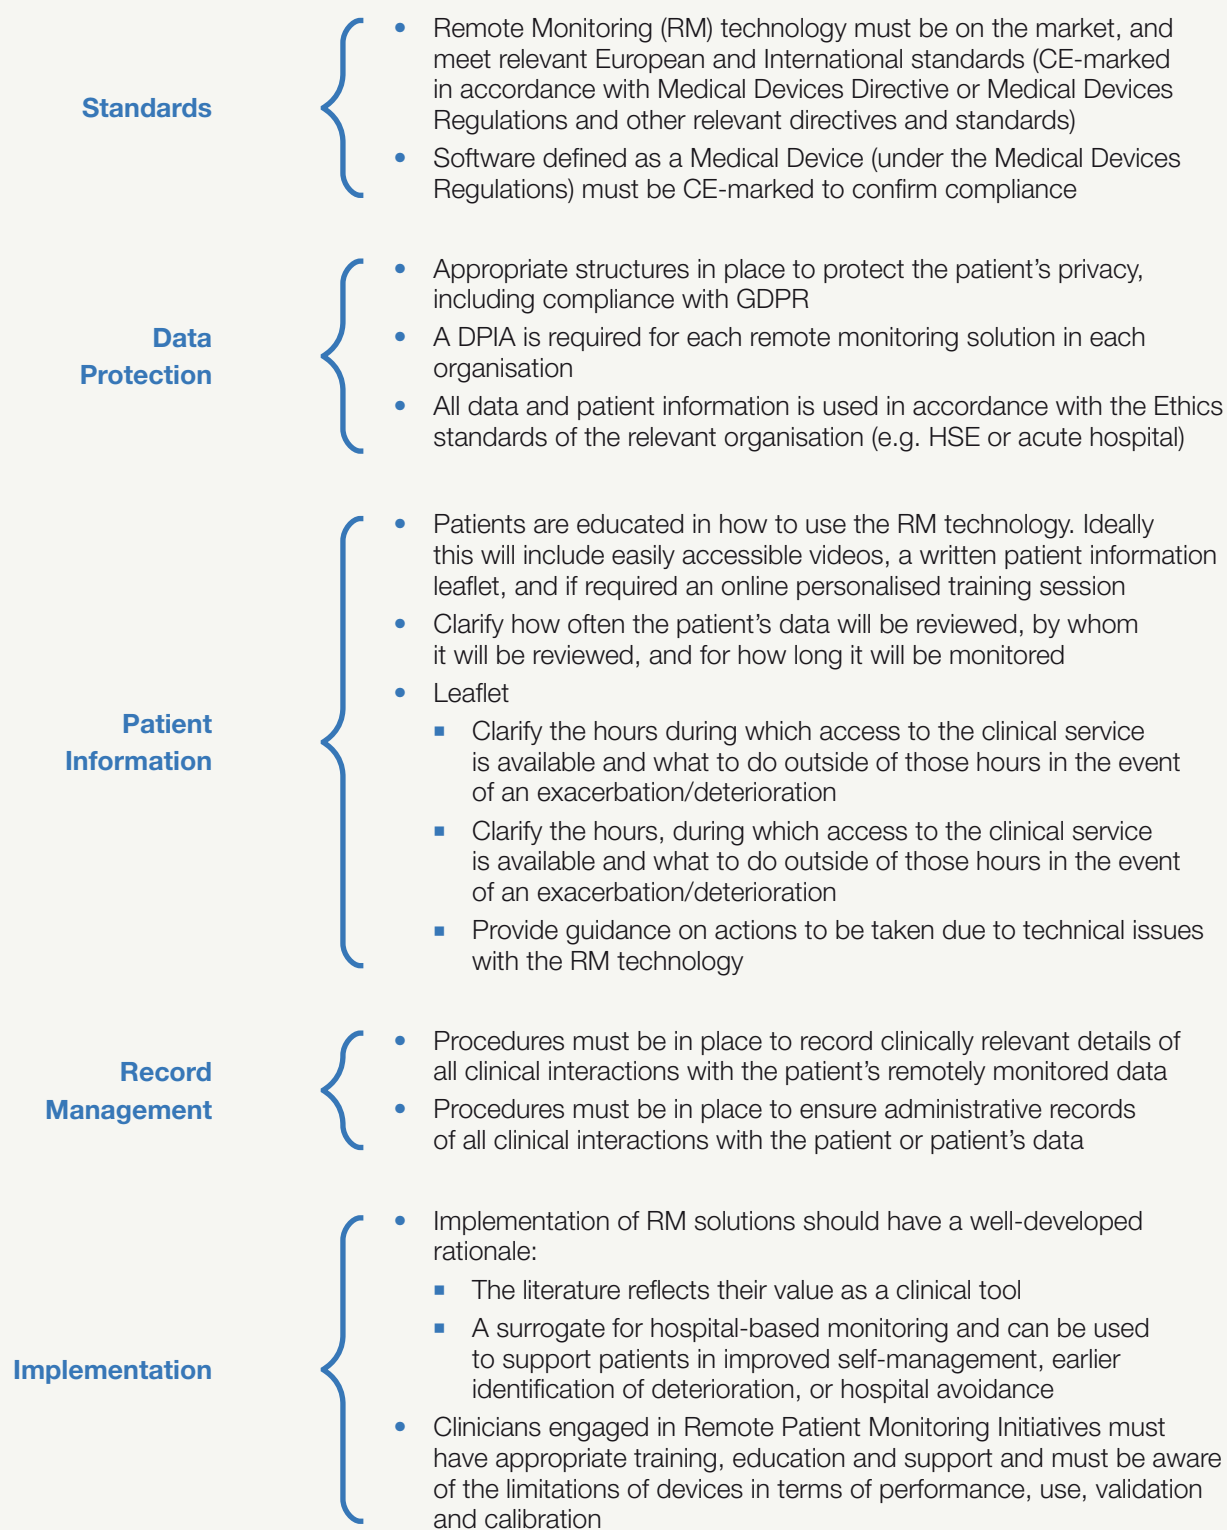 Standards
• Remote Monitoring (RM) technology must be on the market, and
meet relevant European and International standards (CE-marked
in accordance with Medical Devices Directive or Medical Devices
Regulations and other relevant directives and standards)
• Software defined as a Medical Device (under the Medical Devices
Regulations) must be CE-marked to confirm compliance
Data
Protection
• Appropriate structures in place to protect the patient’s privacy,
including compliance with GDPR
• A DPIA is required for each remote monitoring solution in each
organisation
• All data and patient information is used in accordance with the Ethics
standards of the relevant organisation (e.g. HSE or acute hospital)
Patient
Information
• Patients are educated in how to use the RM technology. Ideally
this will include easily accessible videos, a written patient information
leaflet, and if required an online personalised training session
• Clarify how often the patient’s data will be reviewed, by whom
it will be reviewed, and for how long it will be monitored
• Leaflet
▪ Clarify the hours during which access to the clinical service
is available and what to do outside of those hours in the event
of an exacerbation/deterioration
▪ Clarify the hours, during which access to the clinical service
is available and what to do outside of those hours in the event
of an exacerbation/deterioration
▪ Provide guidance on actions to be taken due to technical issues
with the RM technology
Record
Management
• Procedures must be in place to record clinically relevant details of
all clinical interactions with the patient’s remotely monitored data
• Procedures must be in place to ensure administrative records
of all clinical interactions with the patient or patient’s data
Implementation
• Implementation of RM solutions should have a well-developed
rationale:
▪ The literature reflects their value as a clinical tool
▪ A surrogate for hospital-based monitoring and can be used
to support patients in improved self-management, earlier
identification of deterioration, or hospital avoidance
• Clinicians engaged in Remote Patient Monitoring Initiatives must
have appropriate training, education and support and must be aware
of the limitations of devices in terms of performance, use, validation
and calibration